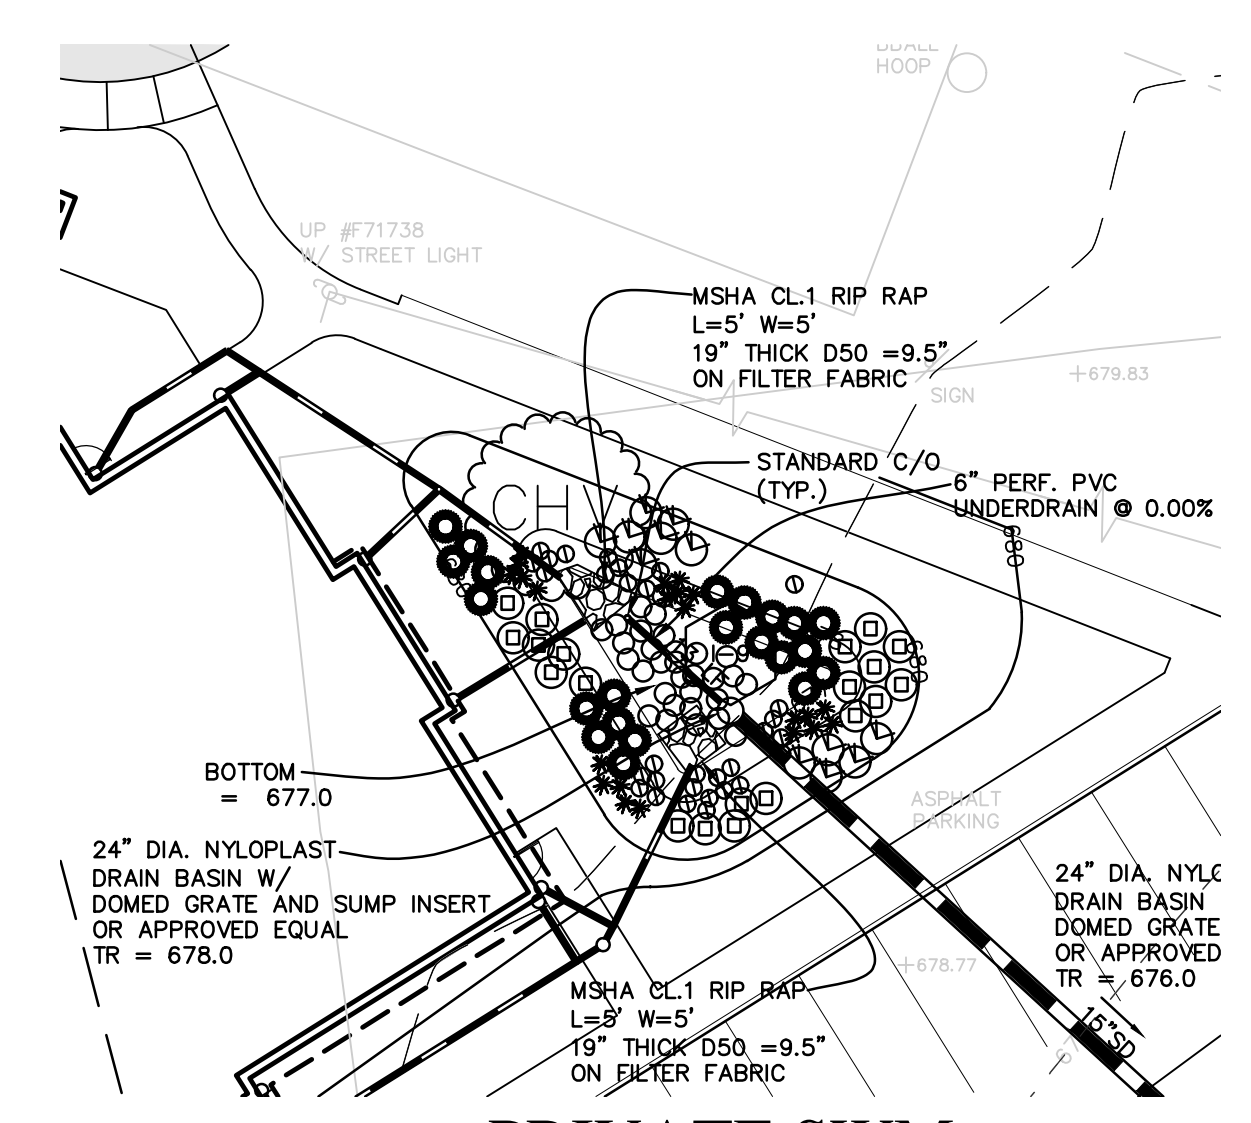 HOOP
UP #F71738
W/ STREET LIGHT
MSHA CL.1 RIP RAP
L=5' W=5'
19" THICK D50 =9.5"
ON FILTER FABRIC
+679.83
SIGN
STANDARD C/O
(TYP.)
6" PERF. PVC
UNDERDRAIN @ 0.00%
CHV
680
680
BOTTOM
= 677.0
ASPHALT
PARKING
24" DIA. NYLOPLAST
DRAIN BASIN W/
DOMED GRATE AND SUMP INSERT
OR APPROVED EQUAL
TR = 678.0
24" DIA. NYLO
DRAIN BASIN
DOMED GRATE
OR APPROVED
TR = 676.0
+678.77
MSHA CL.1 RIP RAP
L=5' W=5'
19" THICK D50 =9.5"
ON FILTER FABRIC
15"SD